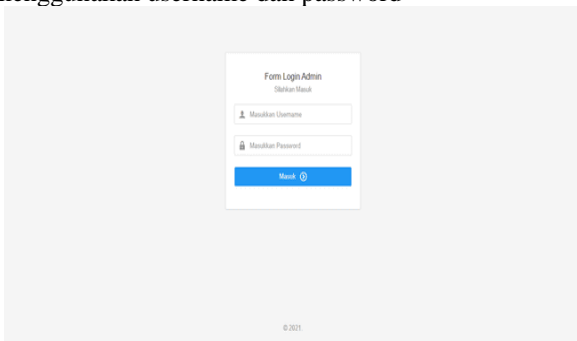 menggunakan username dan password
Form Login Admin
Silahkan Masuk
Masukkan Username
Masukkan Password
Masuk
© 2021.